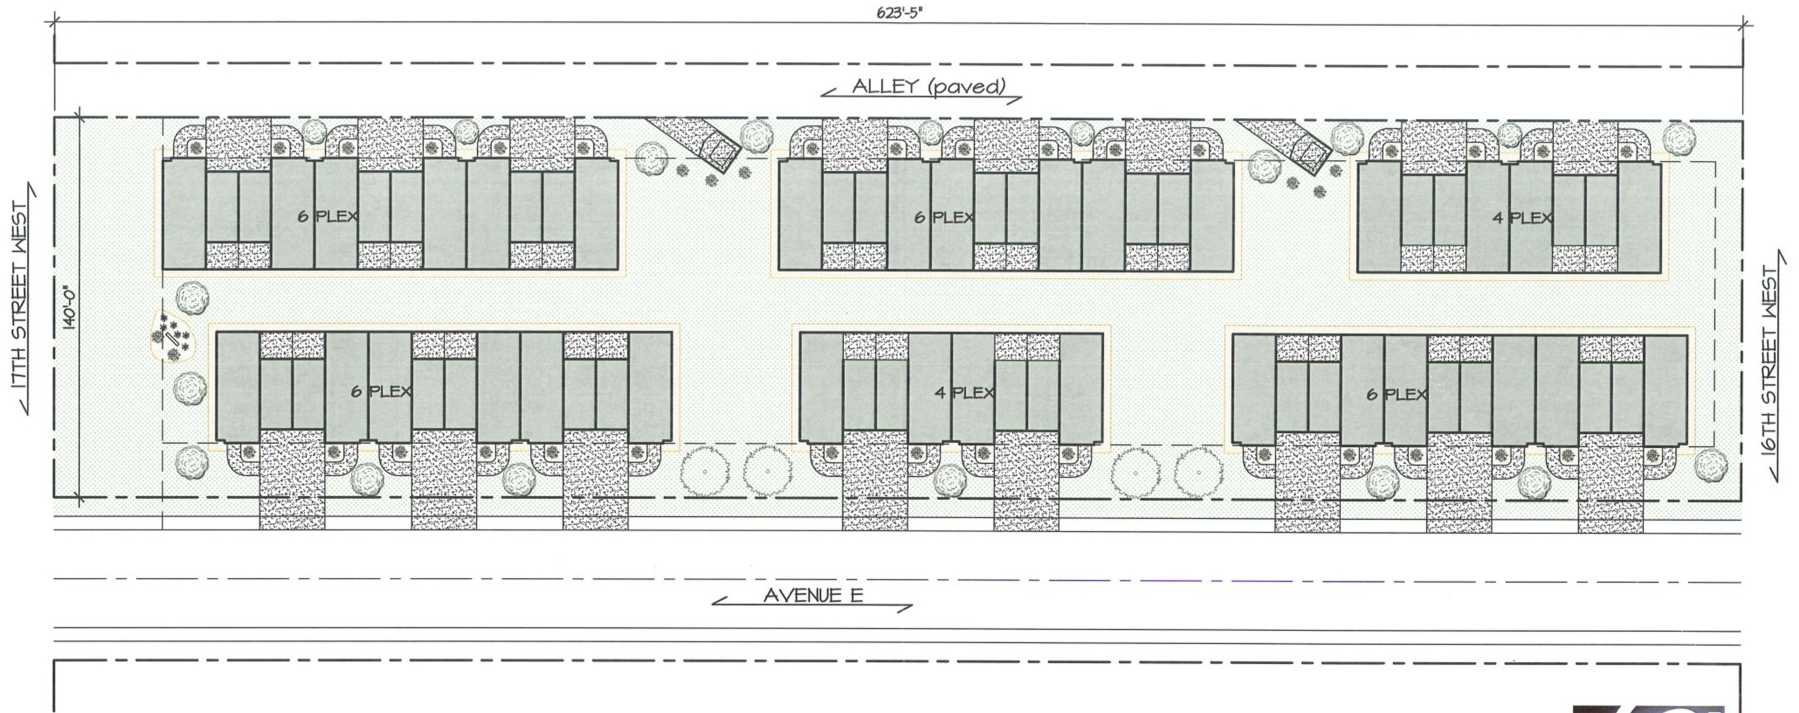 623'-5"
ALLEY (paved)
6 PLEX
6 PLEX
4 PLEX
17TH STREET WEST
140'-0"
16TH STREET WEST
6 PLEX
4 PLEX
6 PLEX
AVENUE E